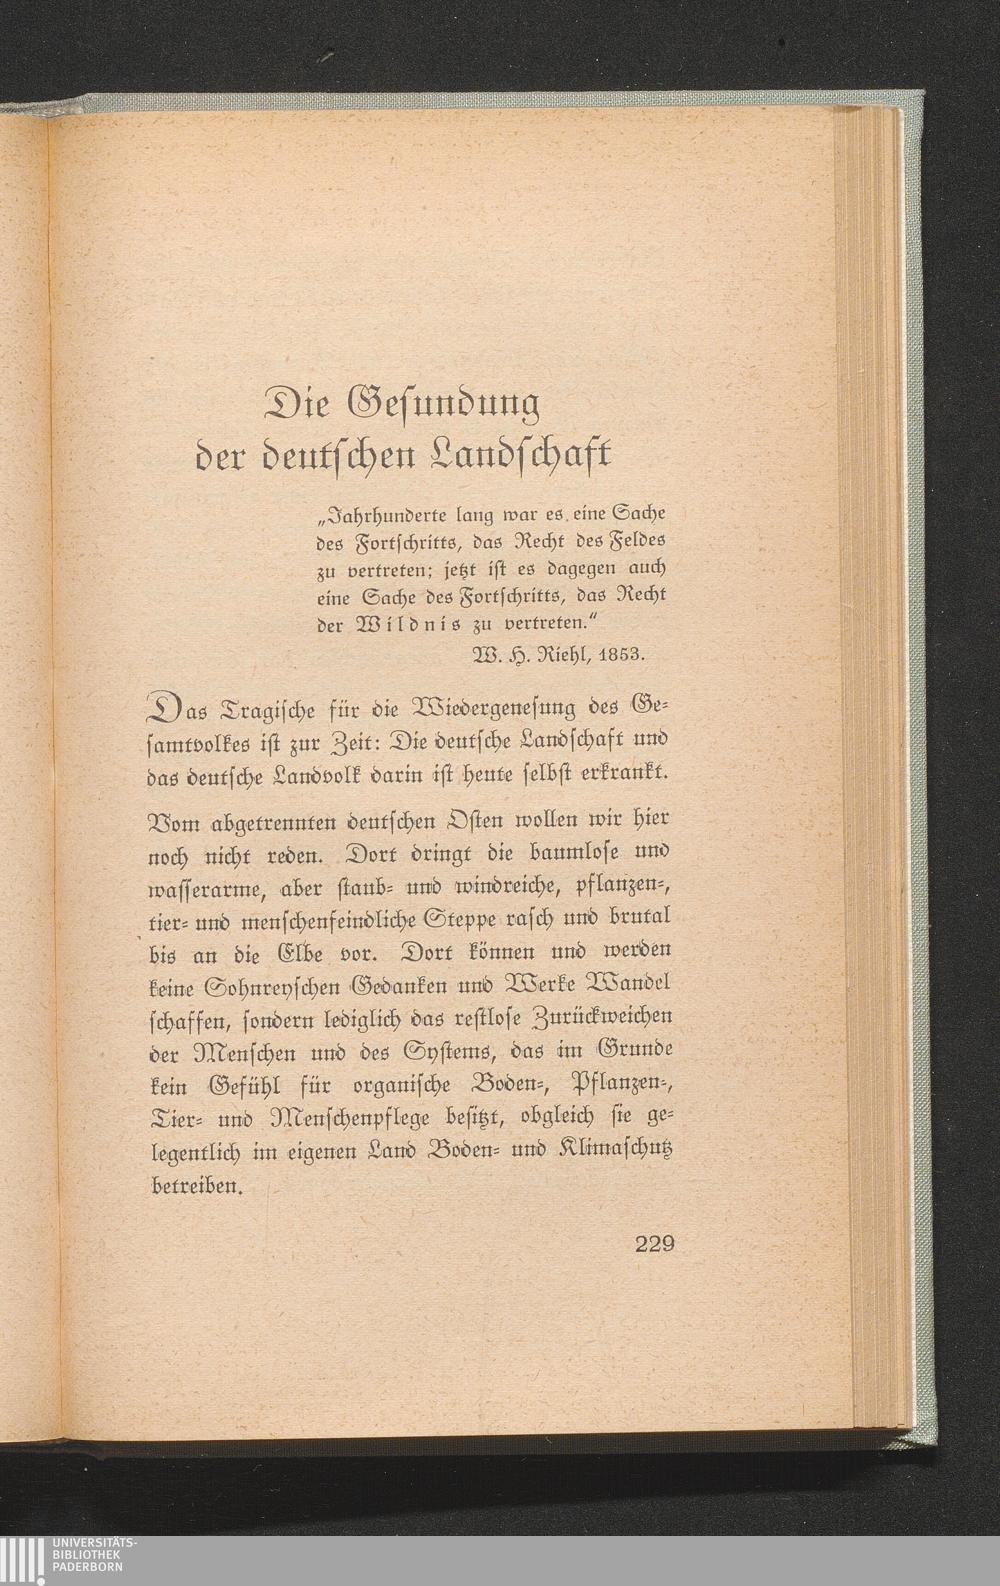 Die Gesundung
der deutschen Landschaft
„Jahrhunderte lang war es, eine Sache
des Fortschritts, das Recht des Feldes
zu vertreten; jetzt ist es dagegen auch
eine Sache des Fortschritts, das Recht
der Wildnis zu vertreten.“
W. H. Riehl, 1853.
Das Tragische für die Wiedergenesung des Ge-
samtvolkes ist zur Zeit: Die deutsche Landschaft und
das deutsche Landvolk darin ist heute selbst erkrankt.
Vom abgetrennten deutschen Osten wollen wir hier
noch nicht reden. Dort dringt die baumlose und
wasserarme, aber staub- und windreiche, pflanzen-,
tier- und menschenfeindliche Steppe rasch und brutal
bis an die Elbe vor. Dort können und werden
keine Sohnreyschen Gedanken und Werke Wandel
schaffen, sondern lediglich das restlose Zurückweichen
der Menschen und des Systems, das im Grunde
kein Gefühl für organische Boden-, Pflanzen-,
Tier- und Menschenpflege besitzt, obgleich sie ge-
legentlich im eigenen Land Boden- und Klimaschutz
betreiben.
229
UNIVERSITÄTS-
BIBLIOTHEK
PADERBORN